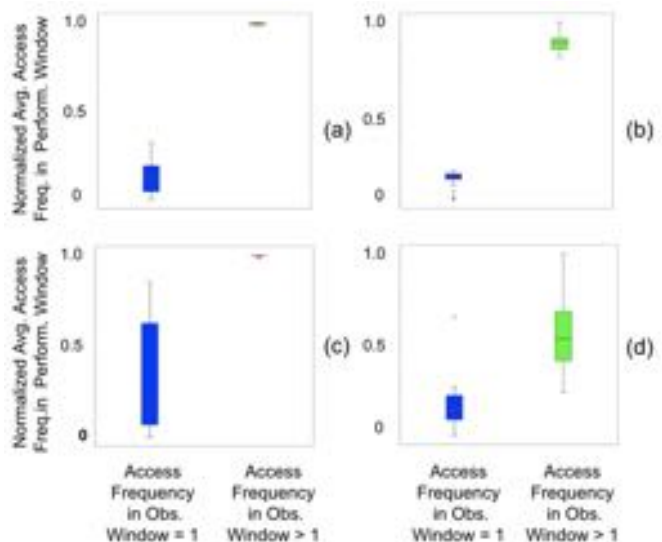 Normalized Avg. Access
Freq. in Perform. Window
1.0
0.5
0
(a)
1.0
0.5
0
(b)
Normalized Avg. Access
Freq.in Perform. Window
1.0
0.5
0
(c)
1.0
0.5
0
(d)
Access
Frequency
in Obs.
Window = 1
Access
Frequency
in Obs.
Window > 1
Access
Frequency
in Obs.
Window = 1
Access
Frequency
in Obs.
Window > 1